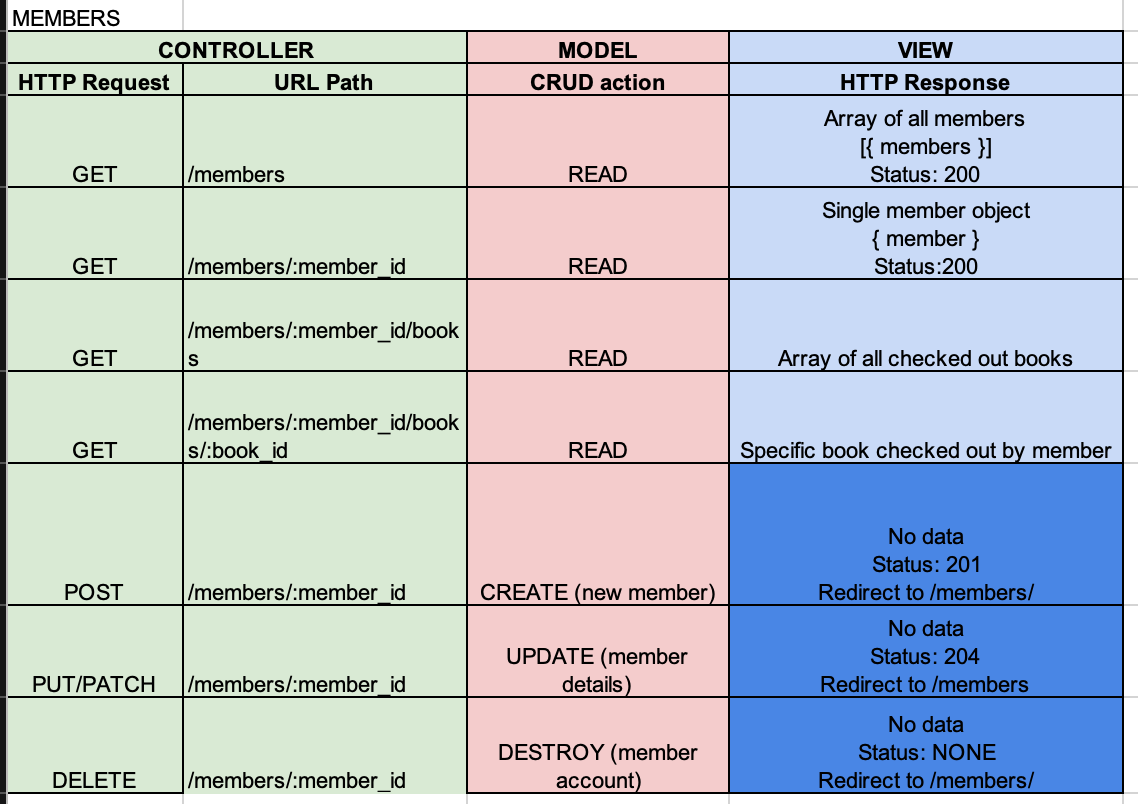 MEMBERS
CONTROLLER MODEL VIEW
HTTP Request URL Path CRUD action HTTP Response
Array of all members
[{ members }]
GET /members READ Status: 200
Single member object
{ member }
GET /members/:member_id READ Status:200
/members/:member_id/book
GET s READ Array of all checked out books
/members/:member_id/book
GET s/:book_id READ Specific book checked out by member
No data
Status: 201
POST /members/:member_id CREATE (new member) Redirect to /members/
No data
UPDATE (member Status: 204
PUT/PATCH /members/:member_id details) Redirect to /members
No data
DESTROY (member Status: NONE
DELETE /members/:member_id account) Redirect to /members/